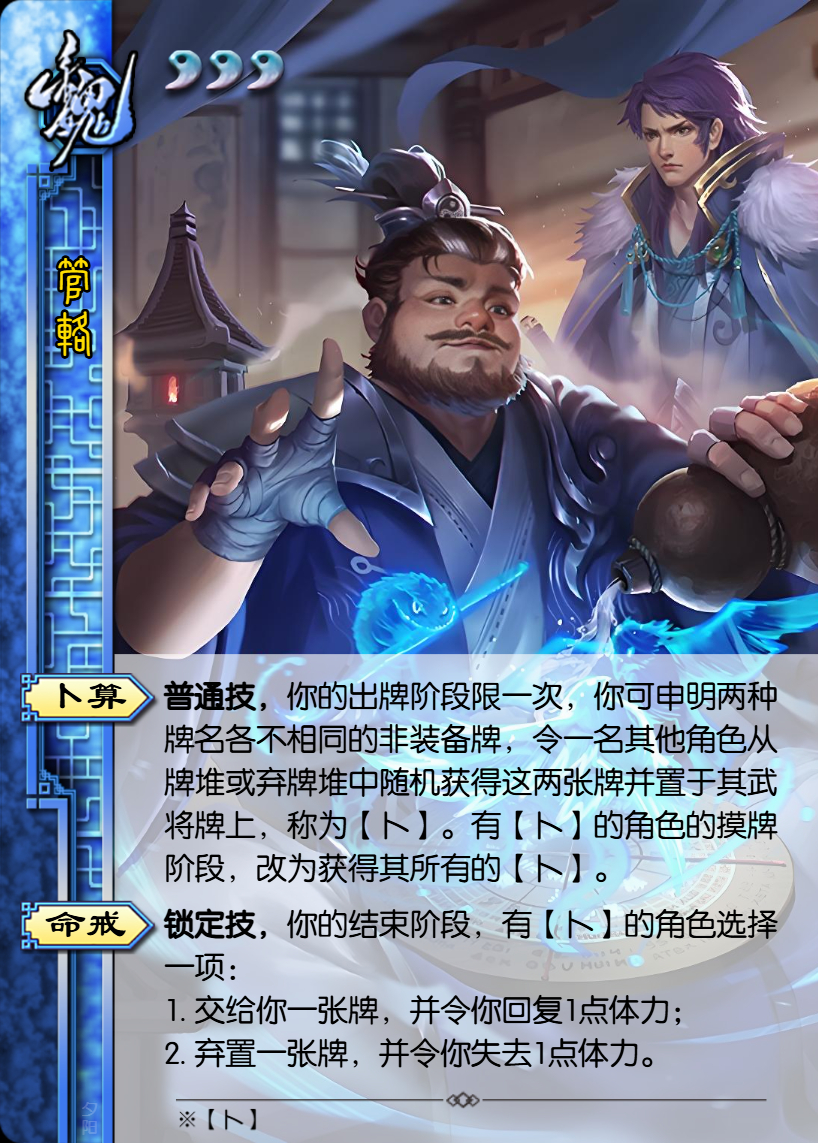 魏
管輅
卜算
普通技，你的出牌阶段限一次，你可申明两种
牌名各不相同的非装备牌，令一名其他角色从
牌堆或弃牌堆中随机获得这两张牌并置于其武
将牌上，称为【卜】。有【卜】的角色的摸牌
阶段，改为获得其所有的【卜】。
命戒
锁定技，你的结束阶段，有【卜】的角色选择
一项：
1. 交给你一张牌，并令你回复1点体力；
2. 弃置一张牌，并令你失去1点体力。
※【卜】
夕阳